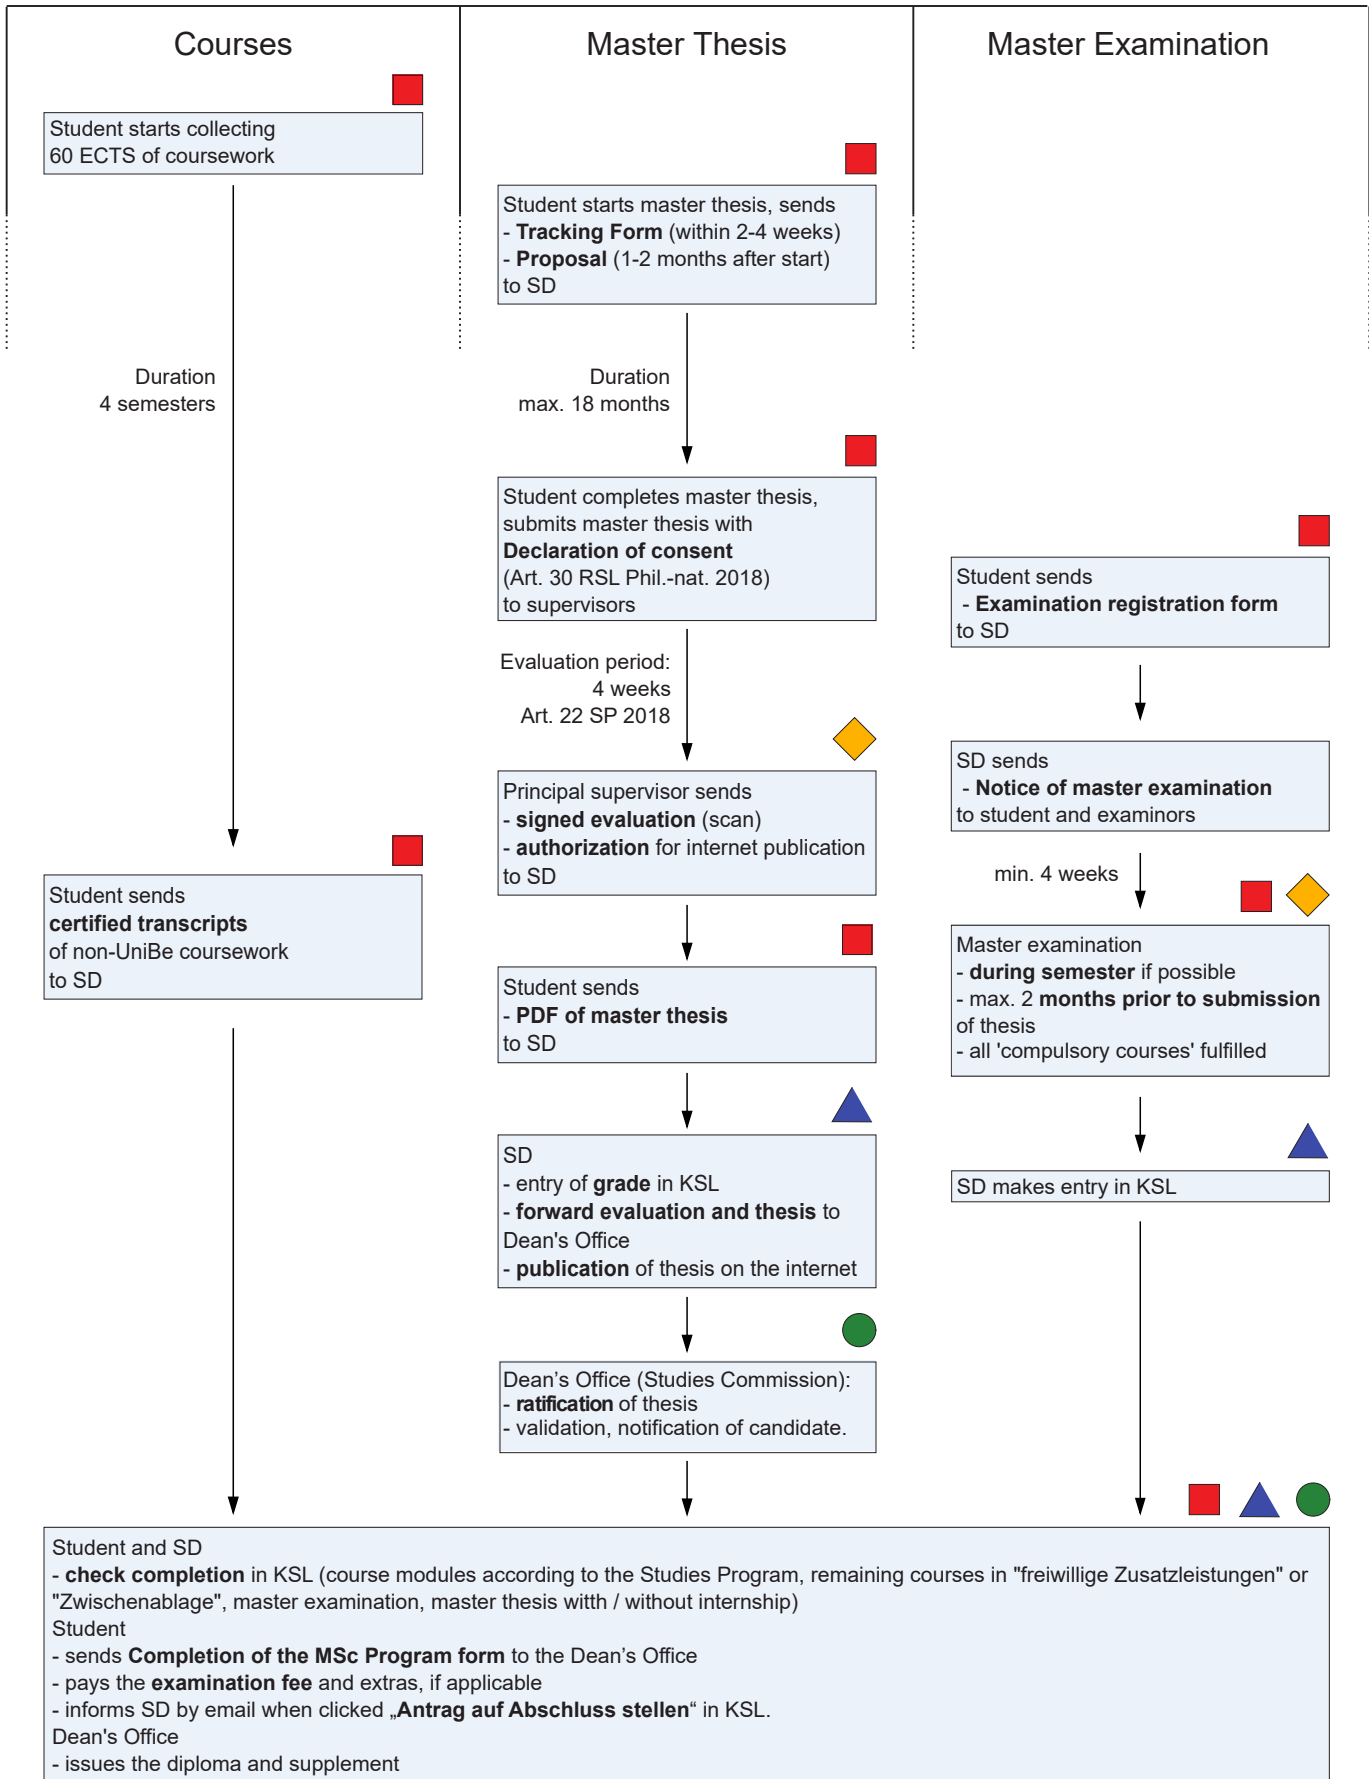 Courses
Student starts collecting
60 ECTS of coursework
Duration
4 semesters
Student sends
certified transcripts
of non-UniBe coursework
to SD
Master Thesis
Student starts master thesis, sends
- Tracking Form (within 2-4 weeks)
- Proposal (1-2 months after start)
to SD
Duration
max. 18 months
Student completes master thesis,
submits master thesis with
Declaration of consent
(Art. 30 RSL Phil.-nat. 2018)
to supervisors
Evaluation period:
4 weeks
Art. 22 SP 2018
Principal supervisor sends
- signed evaluation (scan)
- authorization for internet publication
to SD
Student sends
- PDF of master thesis
to SD
SD
- entry of grade in KSL
- forward evaluation and thesis to
Dean's Office
- publication of thesis on the internet
Dean’s Office (Studies Commission):
- ratification of thesis
- validation, notification of candidate.
Master Examination
Student sends
- Examination registration form
to SD
SD sends
- Notice of master examination
to student and examinors
min. 4 weeks
Master examination
- during semester if possible
- max. 2 months prior to submission
of thesis
- all 'compulsory courses' fulfilled
SD makes entry in KSL
Student and SD
- check completion in KSL (course modules according to the Studies Program, remaining courses in "freiwillige Zusatzleistungen" or
"Zwischenablage", master examination, master thesis witth / without internship)
Student
- sends Completion of the MSc Program form to the Dean’s Office
- pays the examination fee and extras, if applicable
- informs SD by email when clicked „Antrag auf Abschluss stellen“ in KSL.
Dean's Office
- issues the diploma and supplement